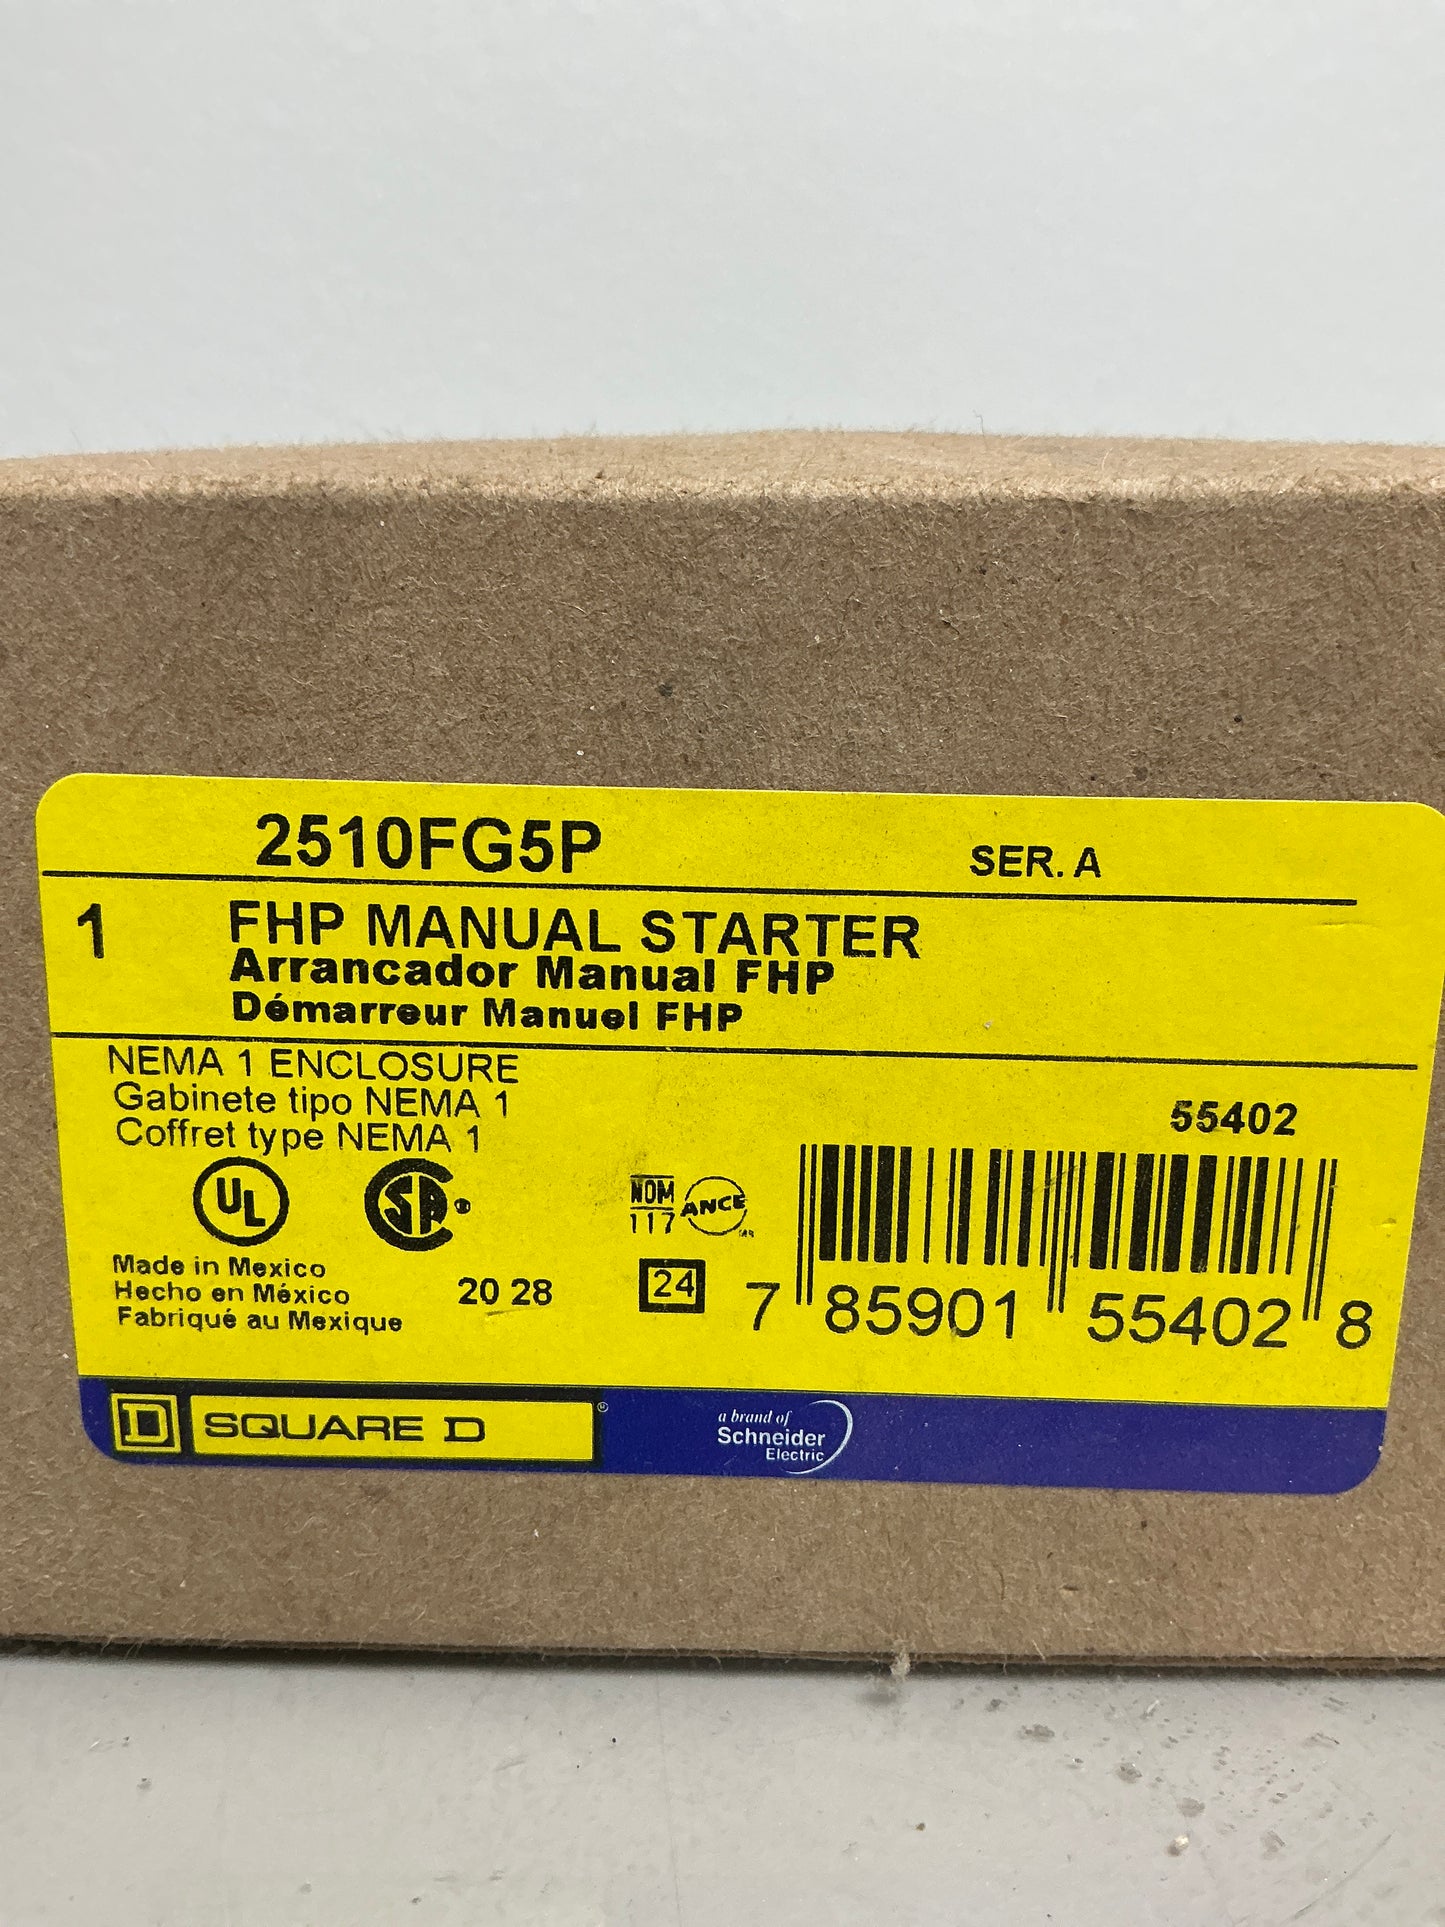 2510FG5P SER. A
1 FHP MANUAL STARTER
Arrancador Manual FHP
Démarreur Manuel FHP
NEMA 1 ENCLOSURE
Gabinete tipo NEMA 1
Coffret type NEMA 1
55402
UL
SA
NOM
117
ANCE
Made in Mexico
Hecho en México
Fabriqué au Mexique
20 28
24
7 85901 55402 8
D SQUARE D ®
a brand of
Schneider
Electric